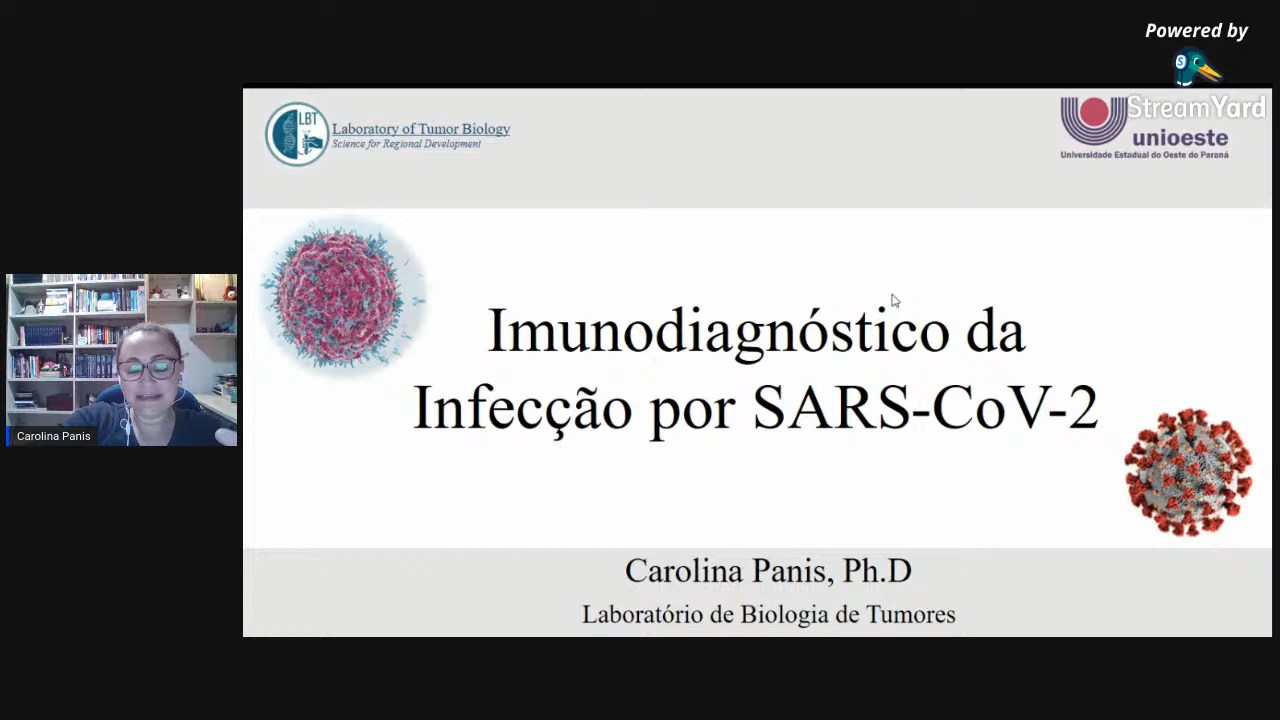 Powered by
StreamYard
LBT
Laboratory of Tumor Biology
Science for Regional Development
unioeste
Universidade Estadual do Oeste do Paraná
Imunodiagnóstico da
Infecção por SARS-CoV-2
Carolina Panis
Carolina Panis, Ph.D
Laboratório de Biologia de Tumores